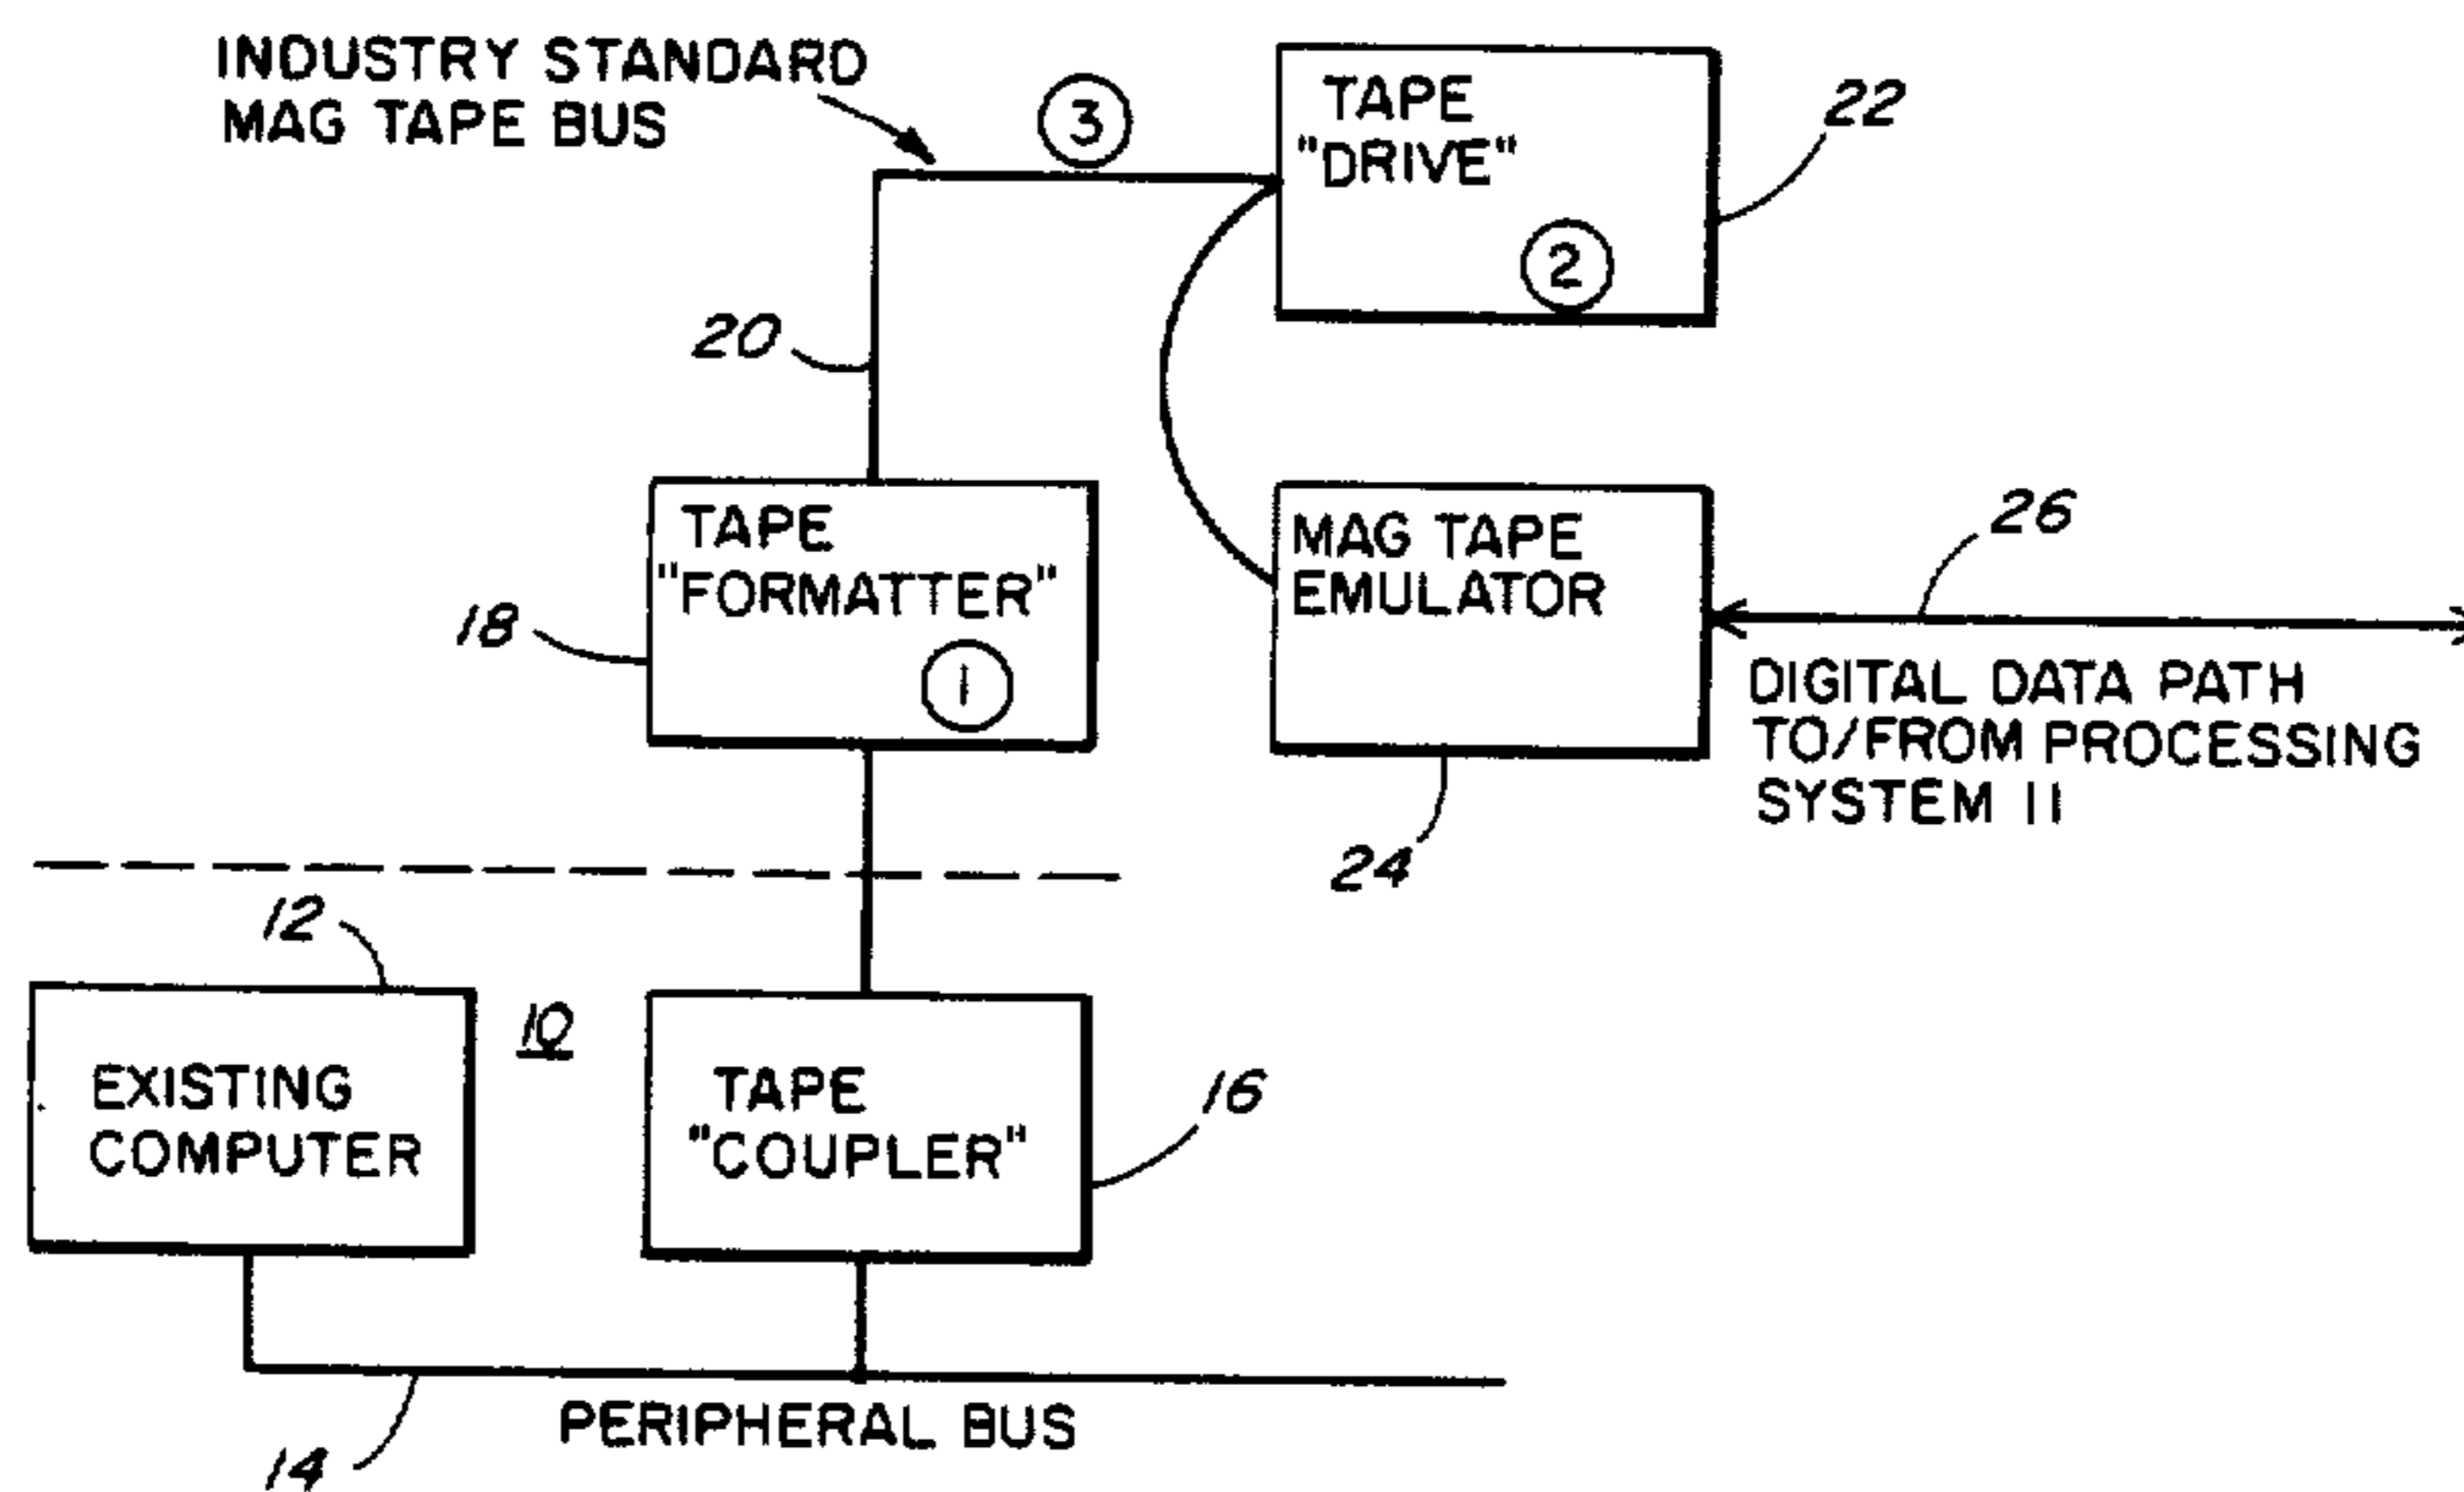 INDUSTRY STANDARD
MAG TAPE BUS
3
TAPE
"DRIVE"
2
22
20
TAPE
"FORMATTER"
1
18
MAG TAPE
EMULATOR
26
DIGITAL DATA PATH
TO/FROM PROCESSING
SYSTEM II
24
12
10
EXISTING
COMPUTER
TAPE
"COUPLER"
16
PERIPHERAL BUS
14